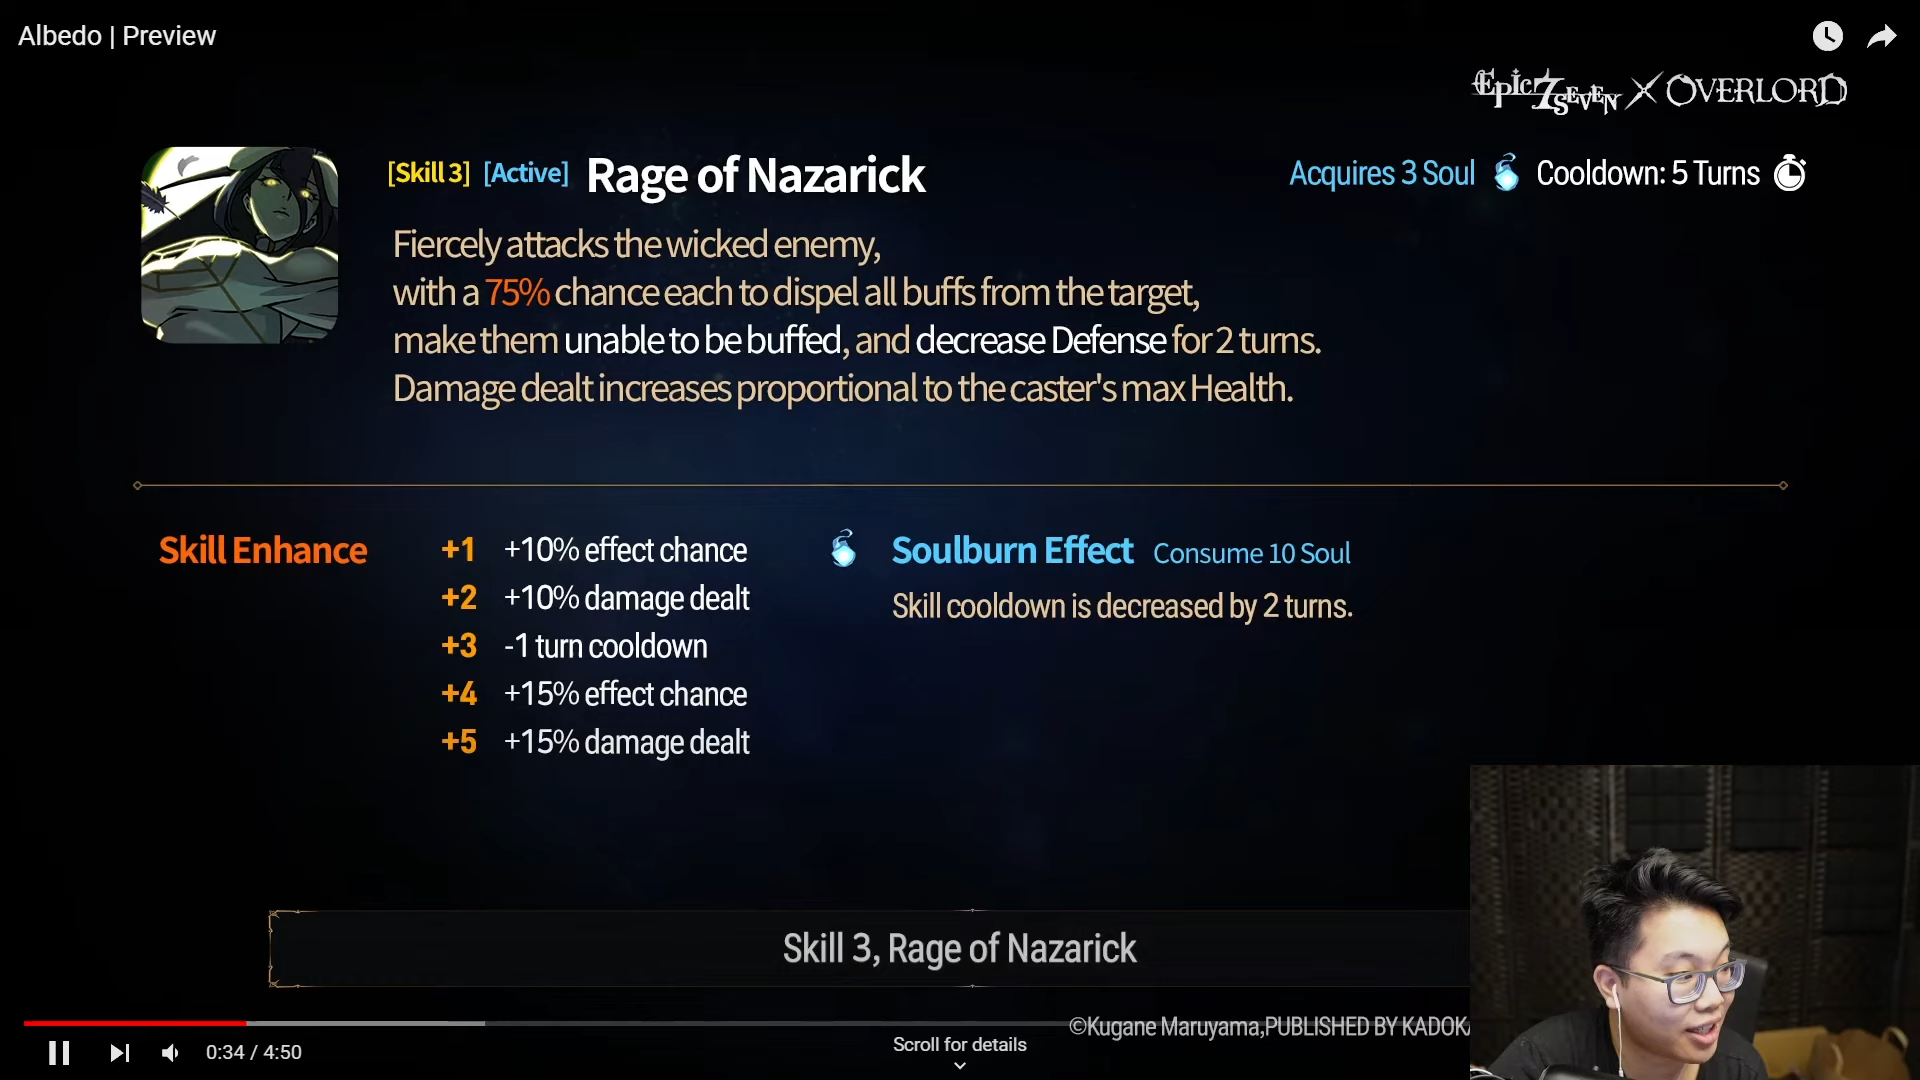 Albedo | Preview
EPIC SEVEN X OVERLORD
[Skill 3] [Active] Rage of Nazarick
Acquires 3 Soul Cooldown: 5 Turns
Fiercely attacks the wicked enemy,
with a 75% chance each to dispel all buffs from the target,
make them unable to be buffed, and decrease Defense for 2 turns.
Damage dealt increases proportional to the caster's max Health.
Skill Enhance
+1 +10% effect chance
+2 +10% damage dealt
+3 -1 turn cooldown
+4 +15% effect chance
+5 +15% damage dealt
Soulburn Effect Consume 10 Soul
Skill cooldown is decreased by 2 turns.
Skill 3, Rage of Nazarick
©Kugane Maruyama,PUBLISHED BY KADOKA
0:34 / 4:50
Scroll for details